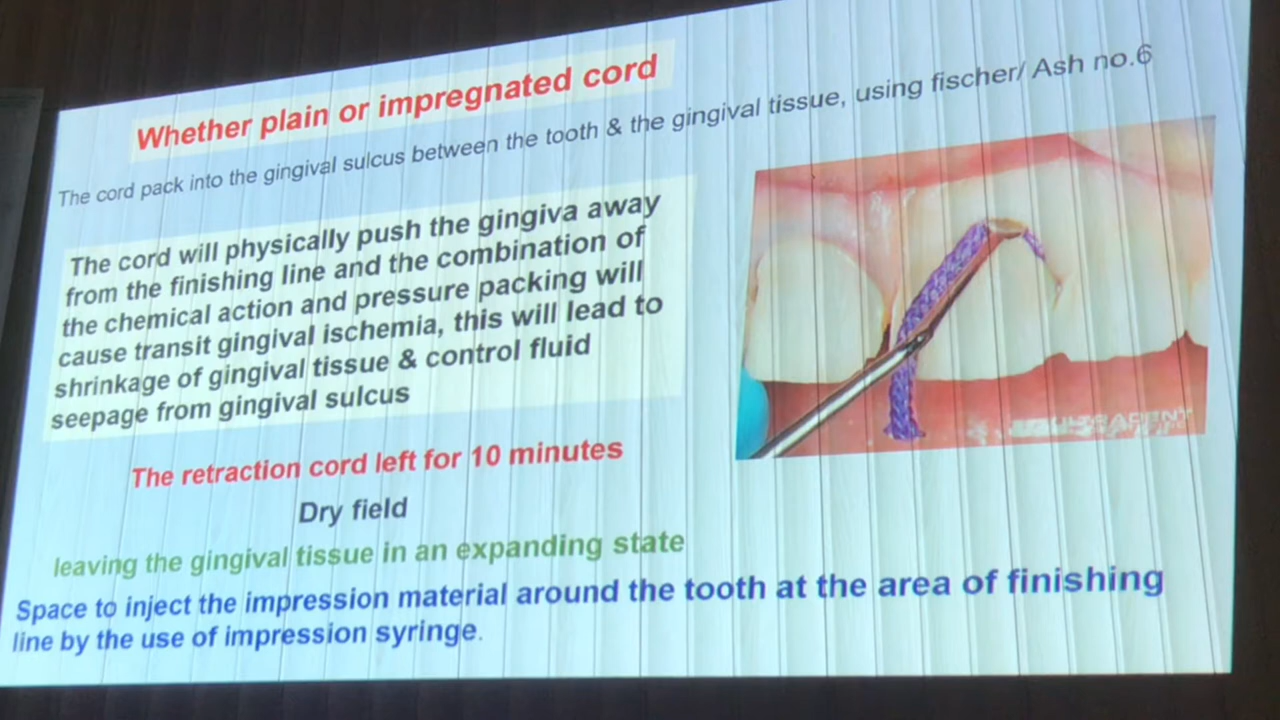 Whether plain or impregnated cord
The cord pack into the gingival sulcus between the tooth & the gingival tissue, using fischer/ Ash no.6
The cord will physically push the gingiva away
from the finishing line and the combination of
the chemical action and pressure packing will
cause transit gingival ischemia, this will lead to
shrinkage of gingival tissue & control fluid
seepage from gingival sulcus
The retraction cord left for 10 minutes
Dry field
leaving the gingival tissue in an expanding state
Space to inject the impression material around the tooth at the area of finishing
line by the use of impression syringe.